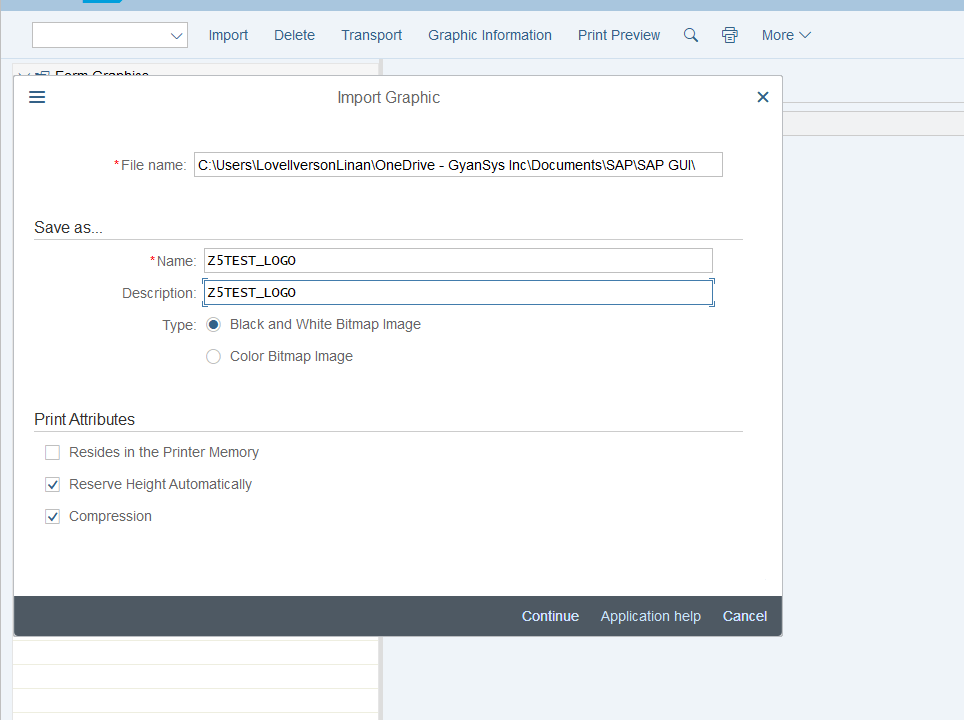 Import Delete Transport Graphic Information Print Preview More
Form Graphics
Import Graphic
*File name: C:\Users\LovellversonLinan\OneDrive - GyanSys Inc\Documents\SAP\SAP GUI\
Save as...
*Name: Z5TEST_LOGO
Description: Z5TEST_LOGO
Type: Black and White Bitmap Image
Color Bitmap Image
Print Attributes
Resides in the Printer Memory
Reserve Height Automatically
Compression
Continue Application help Cancel